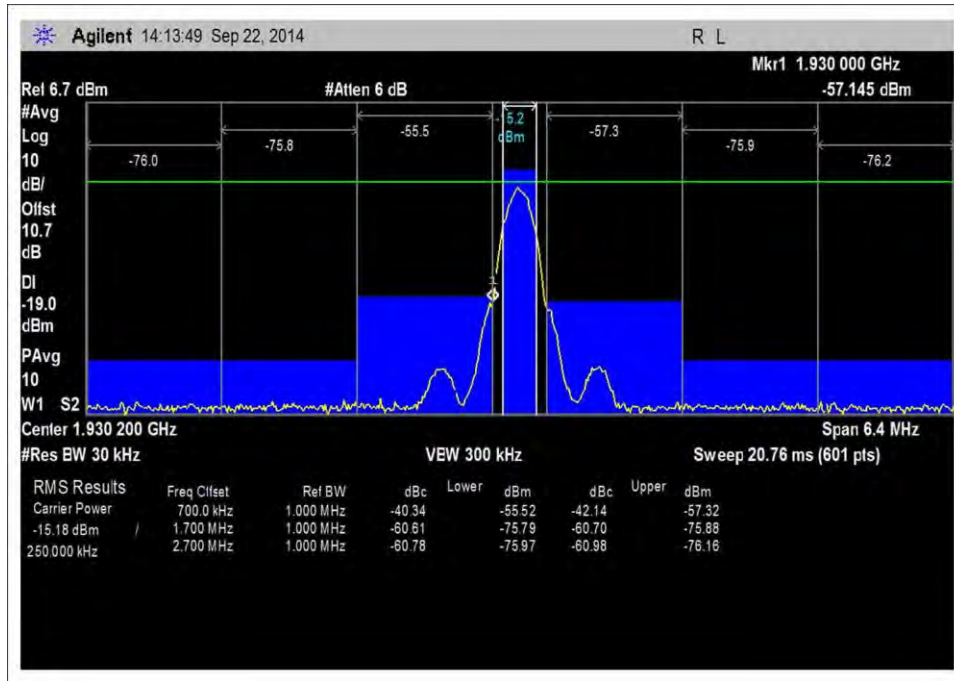 Agilent 14:13:49 Sep 22, 2014 R L
Mkr1 1.930 000 GHz
Ref 6.7 dBm #Atten 6 dB -57.145 dBm
#Avg
Log
10
dB/
Offst
10.7
dB
DI
-19.0
dBm
PAvg
10
W1 S2
-76.0 -75.8 -55.5 -15.2 dBm -57.3 -75.9 -76.2
1
Center 1.930 200 GHz Span 6.4 MHz
#Res BW 30 kHz VBW 300 kHz Sweep 20.76 ms (601 pts)
RMS Results Freq Offset Ref BW dBc Lower dBm dBc Upper dBm
Carrier Power 700.0 kHz 1.000 MHz -40.34 -55.52 -42.14 -57.32
-15.18 dBm / 1.700 MHz 1.000 MHz -60.61 -75.79 -60.70 -75.88
250.000 kHz 2.700 MHz 1.000 MHz -60.78 -75.97 -60.98 -76.16